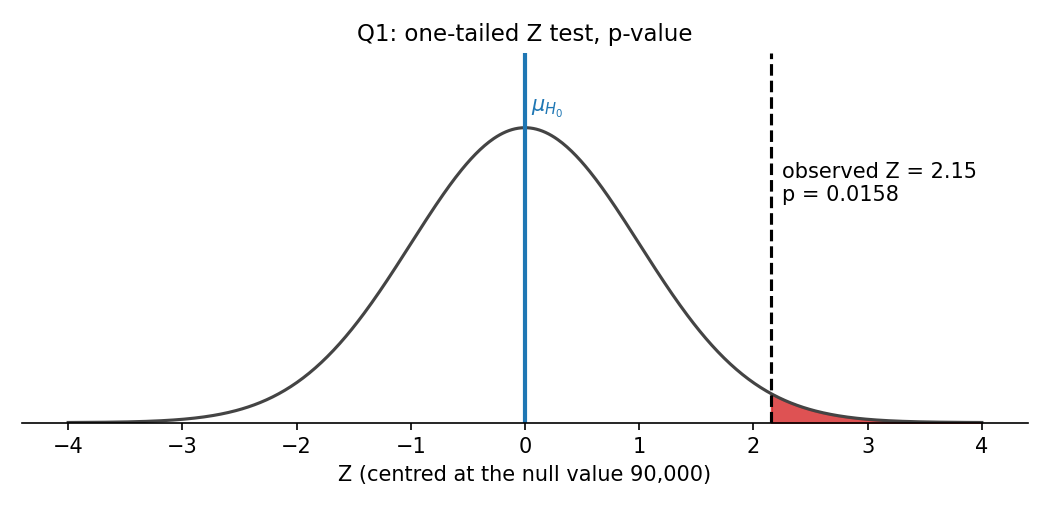 Q1: one-tailed Z test, p-value
μH₀
observed Z = 2.15
p = 0.0158
−4 −3 −2 −1 0 1 2 3 4
Z (centred at the null value 90,000)